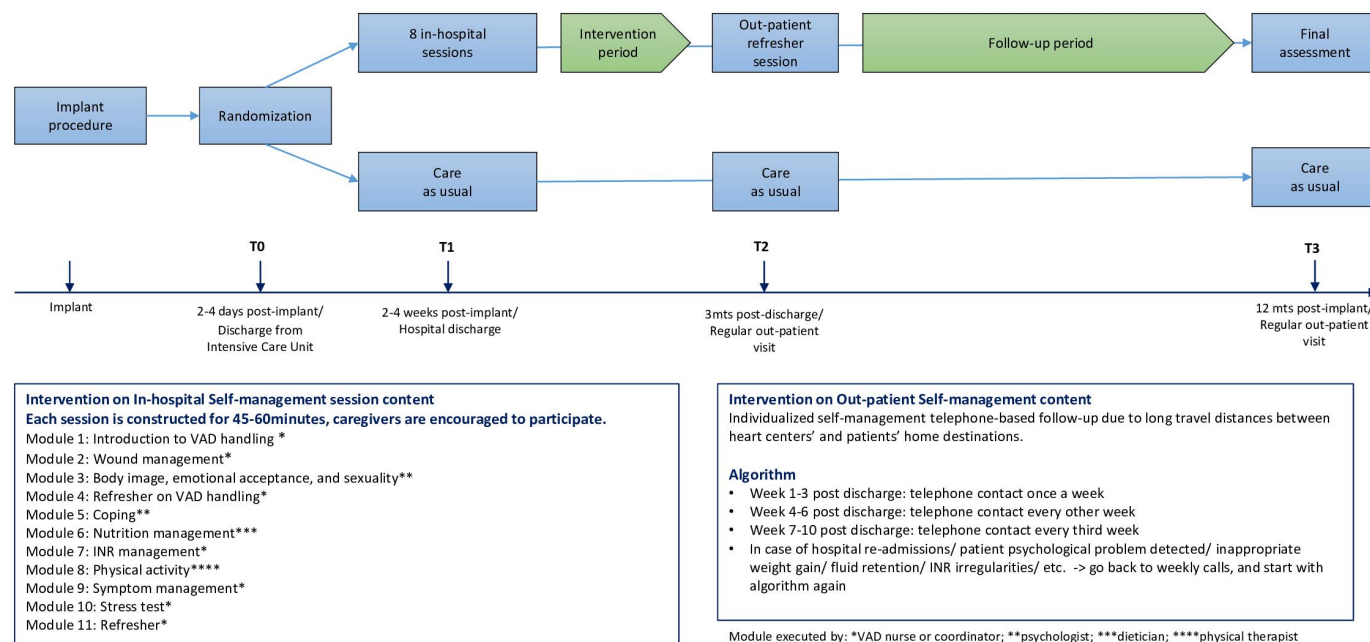 8 in-hospital
sessions
Intervention
period
Out-patient
refresher
session
Follow-up period
Final
assessment
Implant
procedure
Randomization
Care
as usual
Care
as usual
Care
as usual
T0
T1
T2
T3
Implant
2-4 days post-implant/
Discharge from
Intensive Care Unit
2-4 weeks post-implant/
Hospital discharge
3mts post-discharge/
Regular out-patient
visit
12 mts post-implant/
Regular out-patient
visit
Intervention on In-hospital Self-management session content
Each session is constructed for 45-60minutes, caregivers are encouraged to participate.
Module 1: Introduction to VAD handling *
Module 2: Wound management*
Module 3: Body image, emotional acceptance, and sexuality**
Module 4: Refresher on VAD handling*
Module 5: Coping**
Module 6: Nutrition management***
Module 7: INR management*
Module 8: Physical activity****
Module 9: Symptom management*
Module 10: Stress test*
Module 11: Refresher*
Intervention on Out-patient Self-management content
Individualized self-management telephone-based follow-up due to long travel distances between
heart centers’ and patients’ home destinations.
Algorithm
• Week 1-3 post discharge: telephone contact once a week
• Week 4-6 post discharge: telephone contact every other week
• Week 7-10 post discharge: telephone contact every third week
• In case of hospital re-admissions/ patient psychological problem detected/ inappropriate
weight gain/ fluid retention/ INR irregularities/ etc. -> go back to weekly calls, and start with
algorithm again
Module executed by: *VAD nurse or coordinator; **psychologist; ***dietician; ****physical therapist